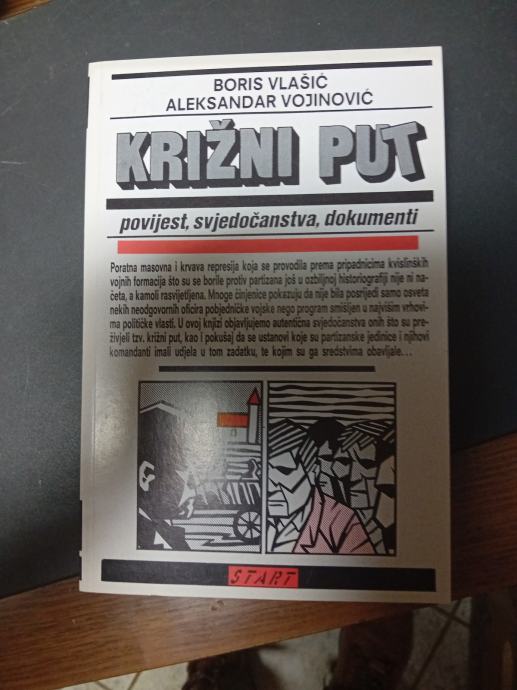 BORIS VLAŠIĆ
ALEKSANDAR VOJINOVIĆ
KRIŽNI PUT
povijest, svjedočanstva, dokumenti
Poratna masovna i krvava represija koja se provodila prema pripadnicima kvislinških
vojnih formacija što su se borile protiv partizana još u ozbiljnoj historiografiji nije ni na-
četa, a kamoli rasvijetljena. Mnoge činjenice pokazuju da nije bila posrijedi samo osveta
nekih neodgovornih oficira pobjedničke vojske nego program smišljen u najvišim vrhovi-
ma političke vlasti. U ovoj knjizi objavljujemo autentična svjedočanstva onih što su pre-
živjeli tzv. križni put, kao i pokušaj da se ustanovi koje su partizanske jedinice i njihovi
komandanti imali udjela u tom zadatku, te kojim su ga sredstvima obavljale...
START